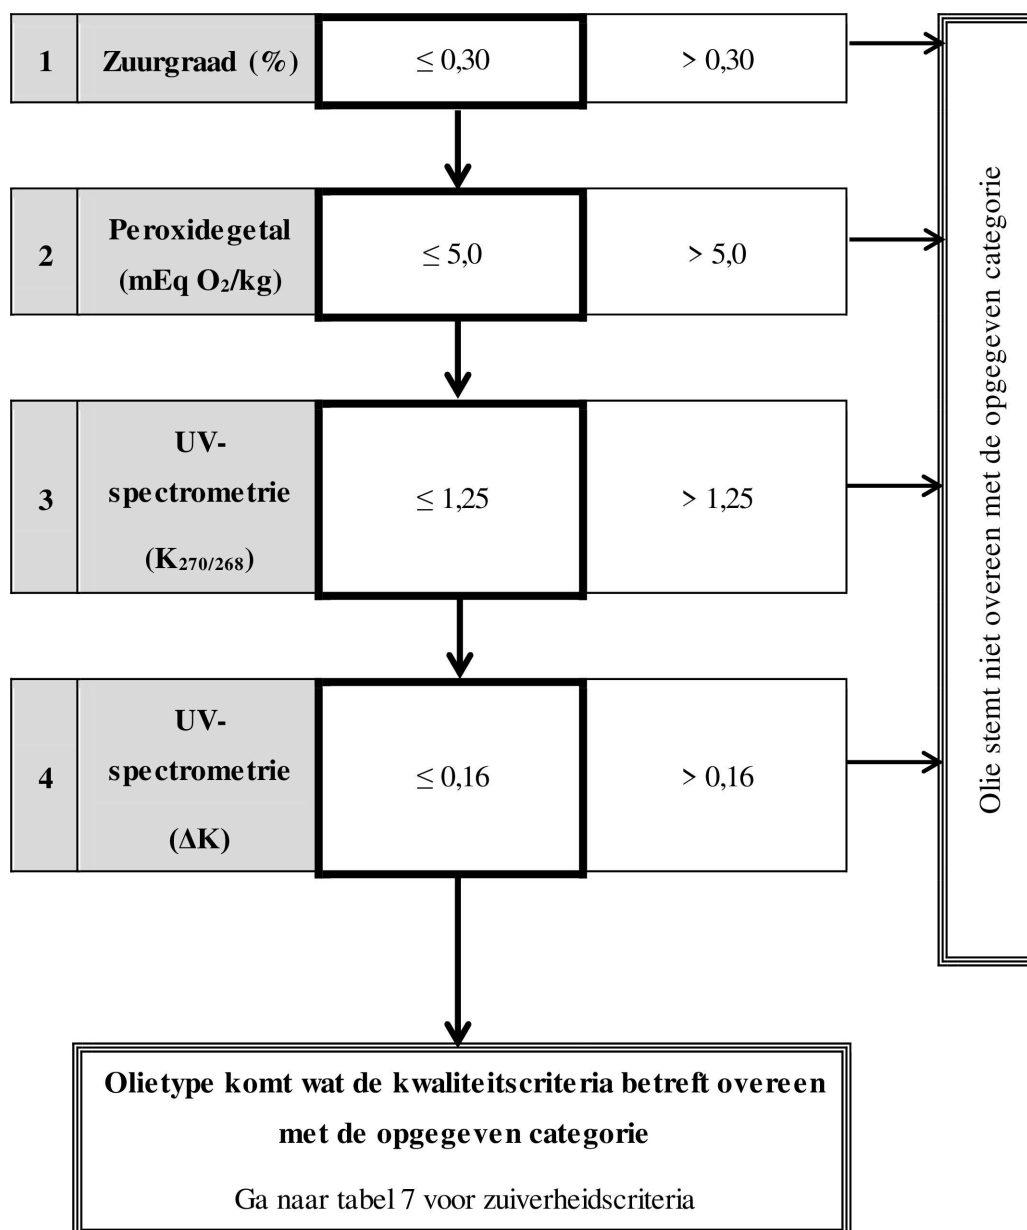 1 Zuurgraad (%) ≤ 0,30 > 0,30
2 Peroxidegetal (mEq O₂/kg) ≤ 5,0 > 5,0
3 UV-spectrometrie (K₂₇₀/₂₆₈) ≤ 1,25 > 1,25
4 UV-spectrometrie (ΔK) ≤ 0,16 > 0,16
Olie stemt niet overeen met de opgegeven categorie
Olietype komt wat de kwaliteitscriteria betreft overeen
met de opgegeven categorie
Ga naar tabel 7 voor zuiverheidscriteria